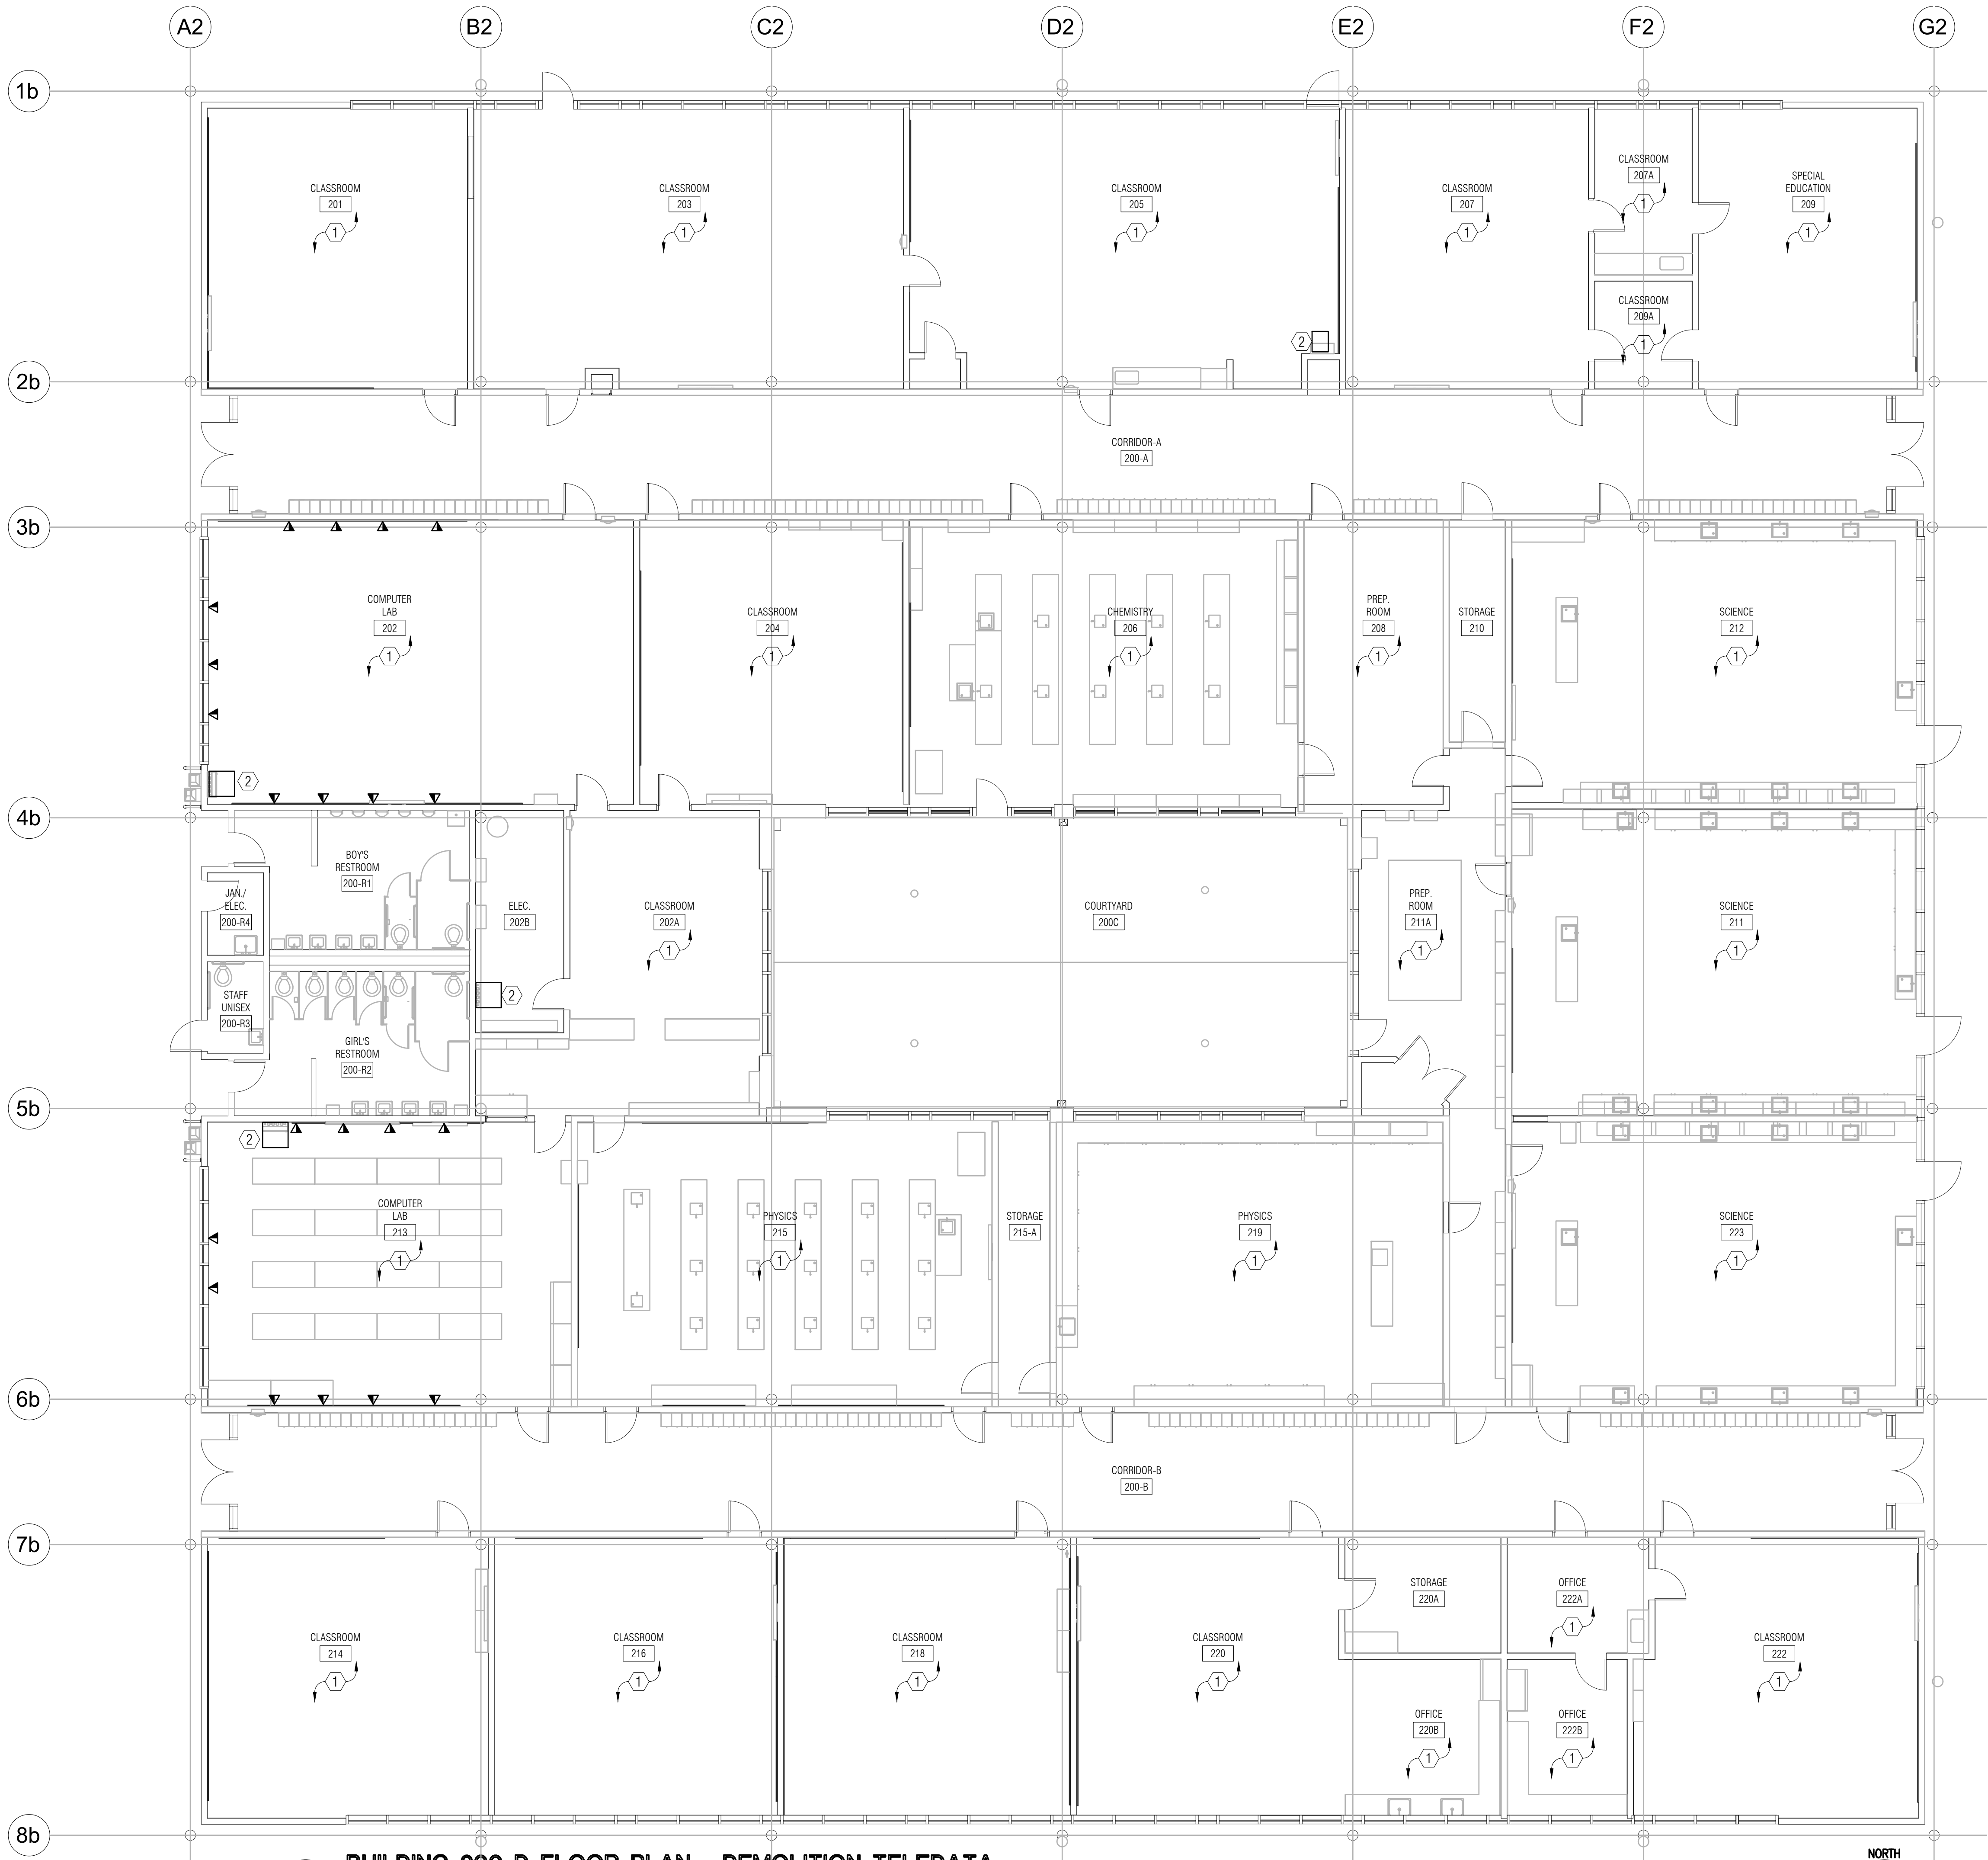 A2 B2 C2 D2 E2 F2 G2
1b
CLASSROOM
201
1
CLASSROOM
203
1
CLASSROOM
205
1
CLASSROOM
207
1
CLASSROOM
207A
1
SPECIAL
EDUCATION
209
1
CLASSROOM
209A
1
2
2b
CORRIDOR-A
200-A
3b
COMPUTER
LAB
202
1
CLASSROOM
204
1
CHEMISTRY
206
1
PREP.
ROOM
208
1
STORAGE
210
SCIENCE
212
1
2
4b
BOY'S
RESTROOM
200-R1
JAN./
ELEC.
200-R4
ELEC.
202B
CLASSROOM
202A
1
COURTYARD
200C
PREP.
ROOM
211A
1
SCIENCE
211
1
2
STAFF
UNISEX
200-R3
GIRL'S
RESTROOM
200-R2
5b
2
COMPUTER
LAB
213
1
PHYSICS
215
1
STORAGE
215-A
PHYSICS
219
1
SCIENCE
223
1
6b
CORRIDOR-B
200-B
7b
CLASSROOM
214
1
CLASSROOM
216
1
CLASSROOM
218
1
CLASSROOM
220
1
STORAGE
220A
OFFICE
222A
1
CLASSROOM
222
1
OFFICE
220B
1
OFFICE
222B
1
8b
FLOOR PLAN - DEMOLITION TELEDATA
NORTH